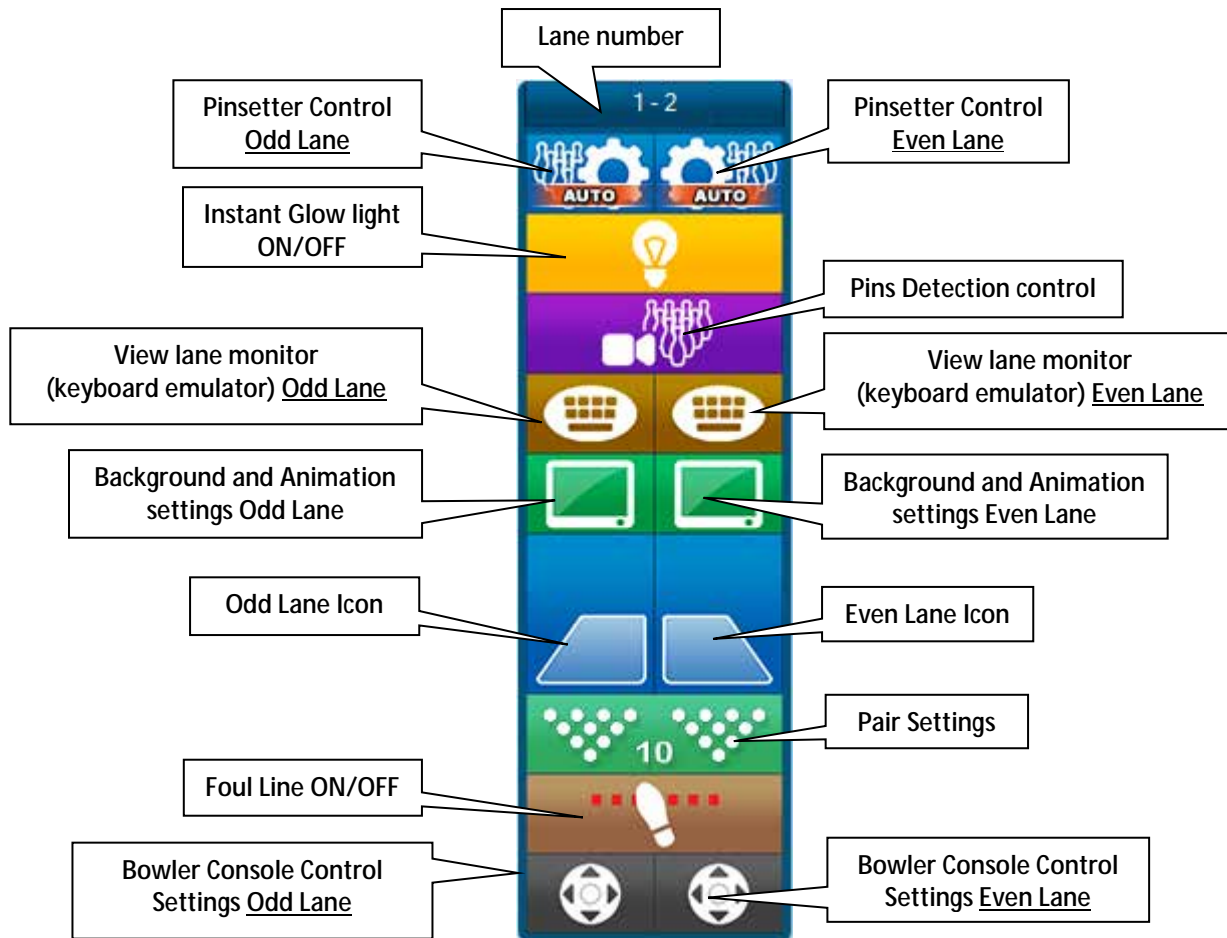 Lane number
1 - 2
Pinsetter Control
Odd Lane
Pinsetter Control
Even Lane
AUTO
AUTO
Instant Glow light
ON/OFF
Pins Detection control
View lane monitor
(keyboard emulator) Odd Lane
View lane monitor
(keyboard emulator) Even Lane
Background and Animation
settings Odd Lane
Background and Animation
settings Even Lane
Odd Lane Icon
Even Lane Icon
Pair Settings
10
Foul Line ON/OFF
Bowler Console Control
Settings Odd Lane
Bowler Console Control
Settings Even Lane